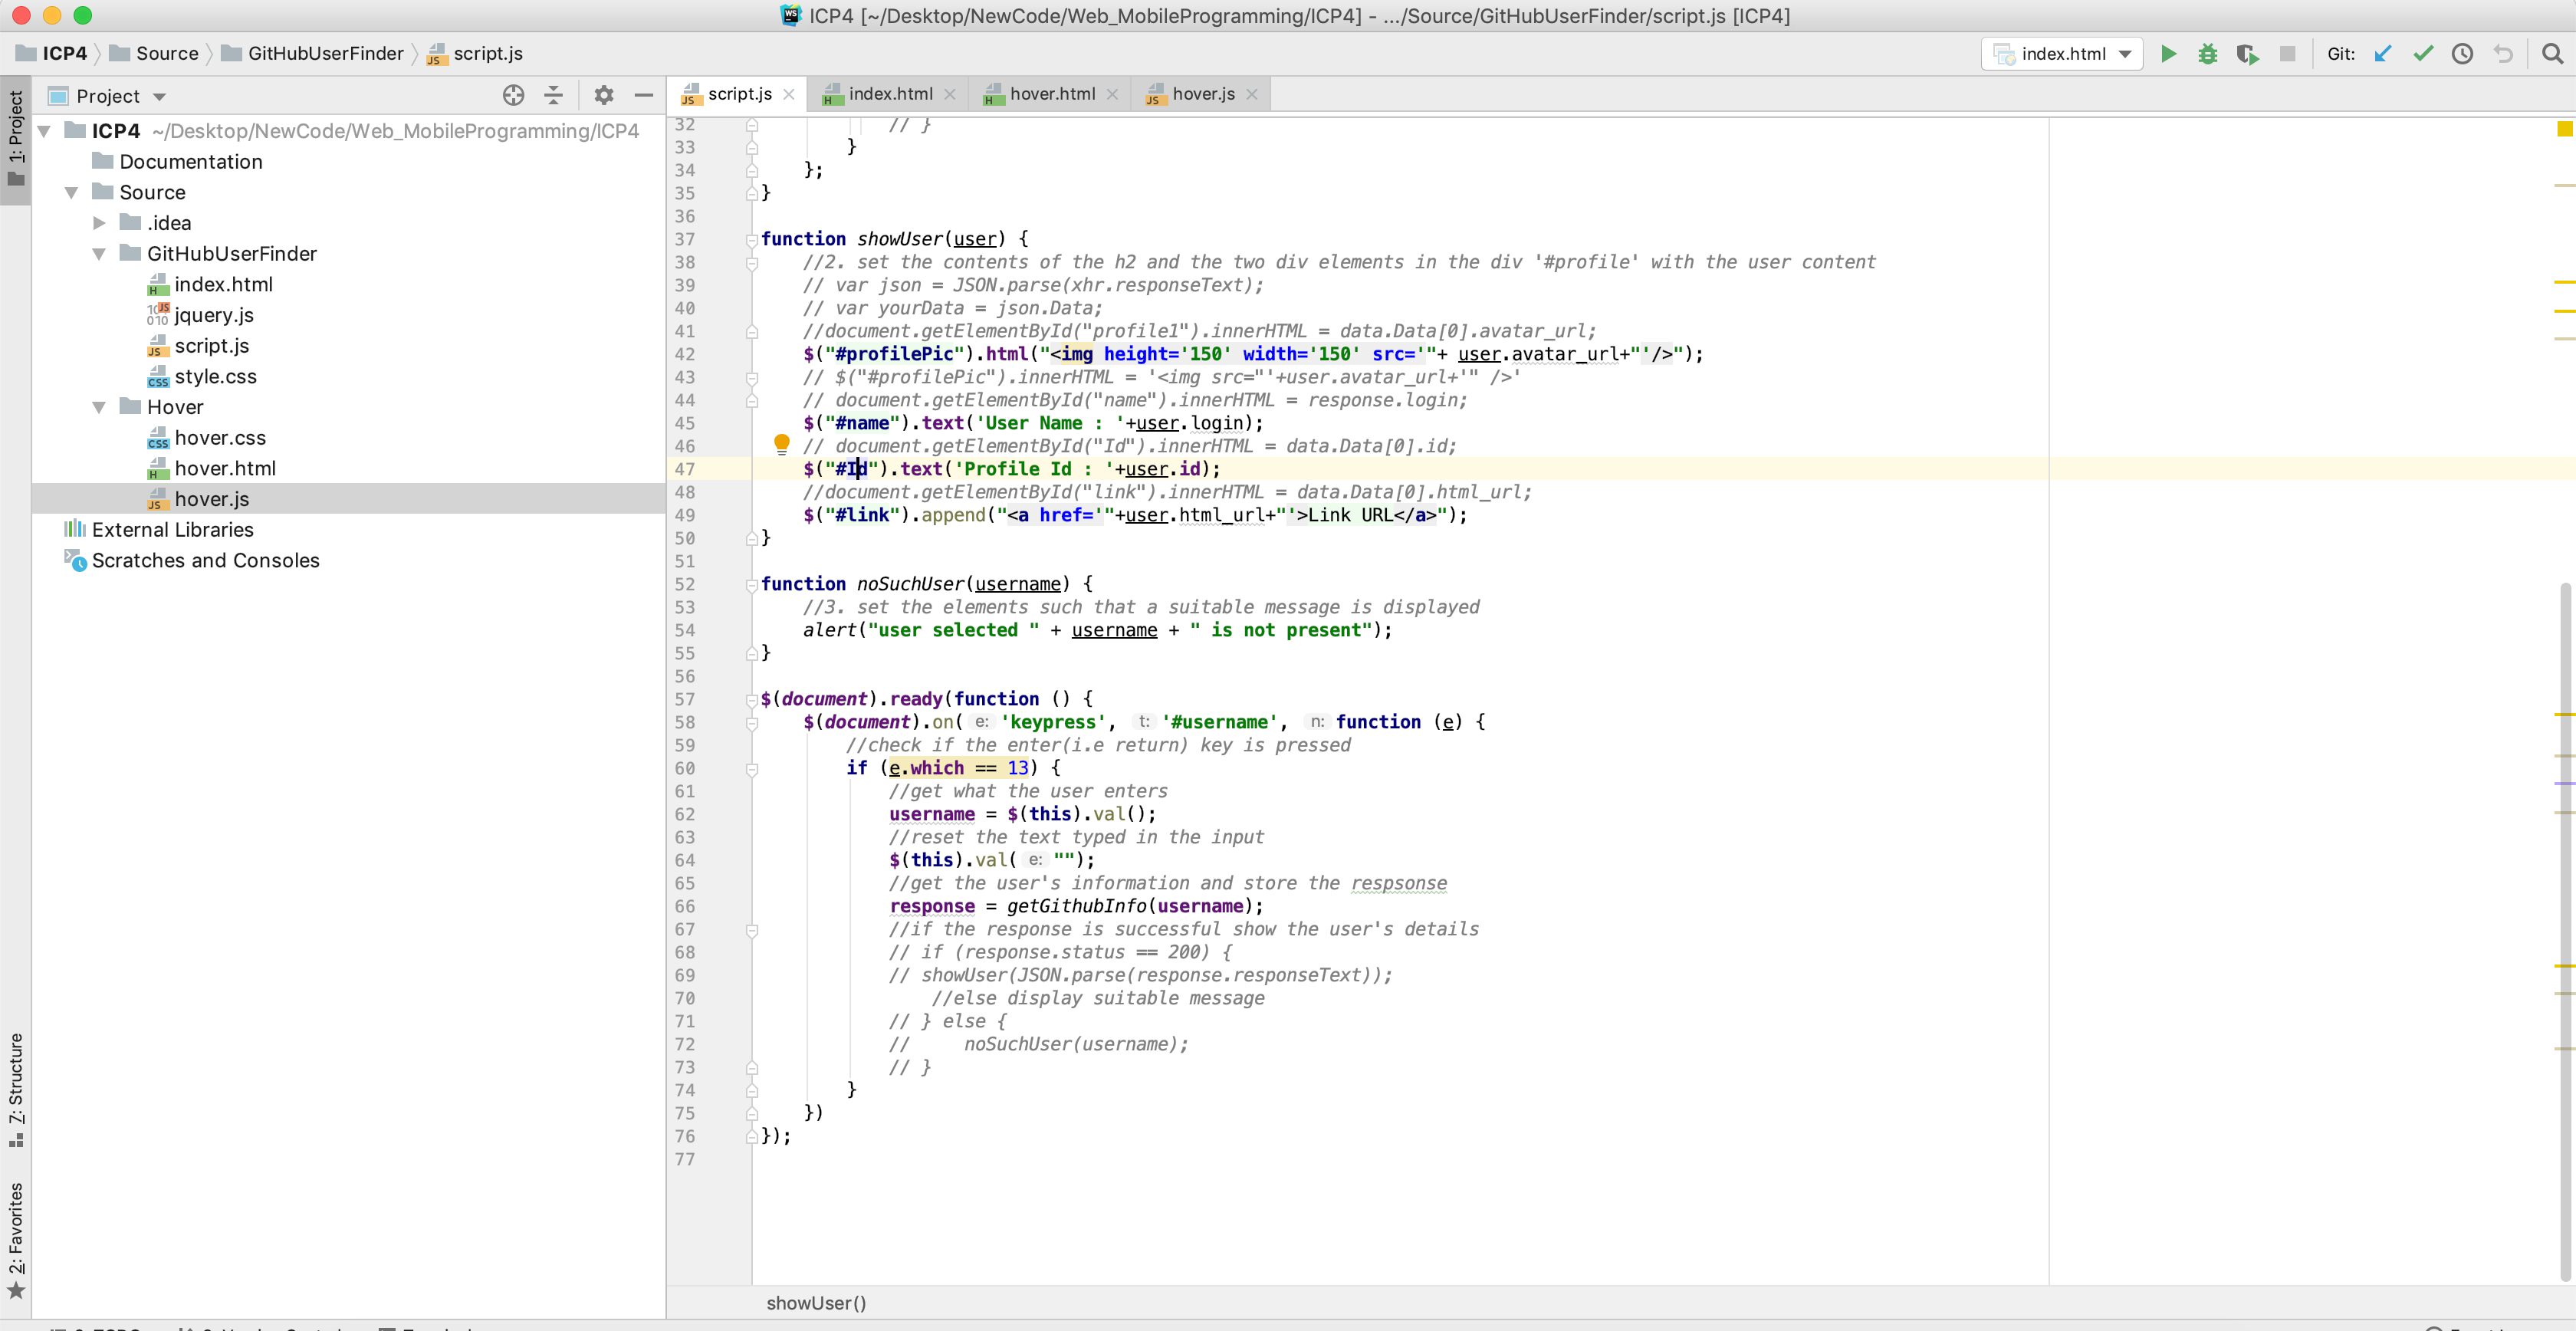 ICP4 [~/Desktop/NewCode/Web_MobileProgramming/ICP4] - .../Source/GitHubUserFinder/script.js [ICP4]
ICP4 Source GitHubUserFinder script.js
index.html Git:
1: Project
Project
ICP4 ~/Desktop/NewCode/Web_MobileProgramming/ICP4
Documentation
Source
.idea
GitHubUserFinder
index.html
jquery.js
script.js
style.css
Hover
hover.css
hover.html
hover.js
External Libraries
Scratches and Consoles
Z: Structure
2: Favorites
script.js index.html hover.html hover.js
32 // }
33 }
34 };
35 }
36
37 function showUser(user) {
38 //2. set the contents of the h2 and the two div elements in the div '#profile' with the user content
39 // var json = JSON.parse(xhr.responseText);
40 // var yourData = json.Data;
41 //document.getElementById("profile1").innerHTML = data.Data[0].avatar_url;
42 $("#profilePic").html("<img height='150' width='150' src='"+ user.avatar_url+"'/>");
43 // $("#profilePic").innerHTML = '<img src="'+user.avatar_url+'" />'
44 // document.getElementById("name").innerHTML = response.login;
45 $("#name").text('User Name : '+user.login);
46 // document.getElementById("Id").innerHTML = data.Data[0].id;
47 $("#Id").text('Profile Id : '+user.id);
48 //document.getElementById("link").innerHTML = data.Data[0].html_url;
49 $("#link").append("<a href='"+user.html_url+"'>Link URL</a>");
50 }
51
52 function noSuchUser(username) {
53 //3. set the elements such that a suitable message is displayed
54 alert("user selected " + username + " is not present");
55 }
56
57 $(document).ready(function () {
58 $(document).on( e: 'keypress', t: '#username', n: function (e) {
59 //check if the enter(i.e return) key is pressed
60 if (e.which == 13) {
61 //get what the user enters
62 username = $(this).val();
63 //reset the text typed in the input
64 $(this).val( e: "");
65 //get the user's information and store the respsonse
66 response = getGithubInfo(username);
67 //if the response is successful show the user's details
68 // if (response.status == 200) {
69 // showUser(JSON.parse(response.responseText));
70 //else display suitable message
71 // } else {
72 // noSuchUser(username);
73 // }
74 }
75 })
76 });
77
showUser()